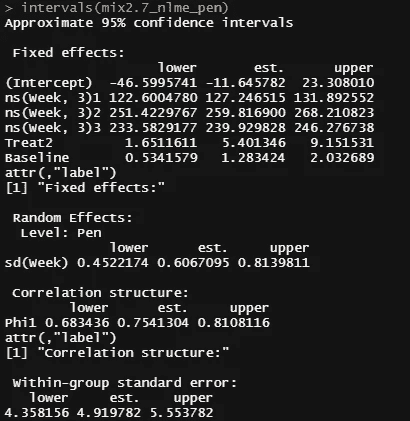 > intervals(mix2.7_nlme_pen)
Approximate 95% confidence intervals
Fixed effects:
lower est. upper
(Intercept) -46.5995741 -11.645782 23.308010
ns(Week, 3)1 122.6004780 127.246515 131.892552
ns(Week, 3)2 251.4229767 259.816900 268.210823
ns(Week, 3)3 233.5829177 239.929828 246.276738
Treat2 1.6511611 5.401346 9.151531
Baseline 0.5341579 1.283424 2.032689
attr(,"label")
[1] "Fixed effects:"
Random Effects:
Level: Pen
lower est. upper
sd(Week) 0.4522174 0.6067095 0.8139811
Correlation structure:
lower est. upper
Phi1 0.683436 0.7541304 0.8108116
attr(,"label")
[1] "Correlation structure:"
Within-group standard error:
lower est. upper
4.358156 4.919782 5.553782